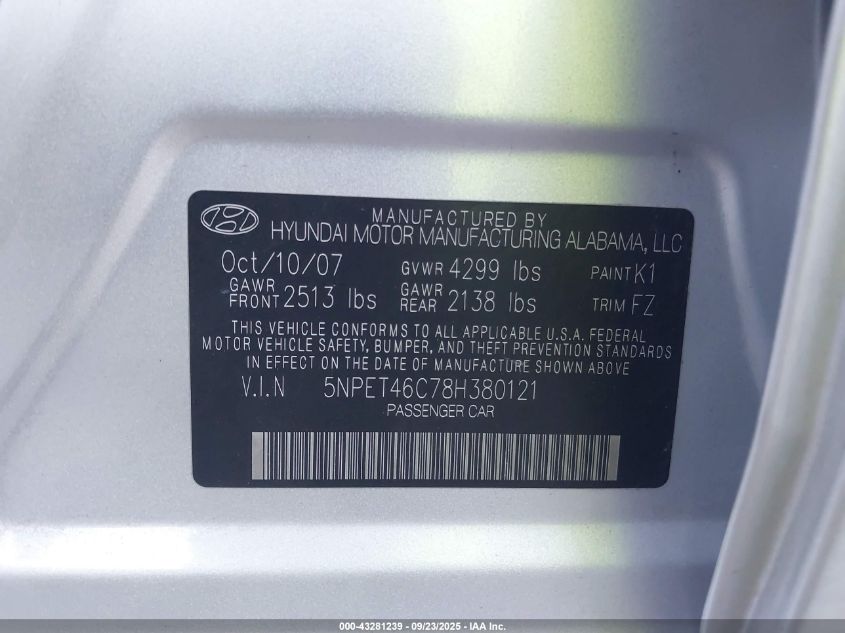 MANUFACTURED BY
HYUNDAI MOTOR MANUFACTURING ALABAMA, LLC
Oct/10/07 GVWR 4299 lbs PAINT K1
GAWR FRONT 2513 lbs GAWR REAR 2138 lbs TRIM FZ
THIS VEHICLE CONFORMS TO ALL APPLICABLE U.S.A. FEDERAL
MOTOR VEHICLE SAFETY, BUMPER, AND THEFT PREVENTION STANDARDS
IN EFFECT ON THE DATE OF MANUFACTURE SHOWN ABOVE
V.I.N 5NPET46C78H380121
PASSENGER CAR
000-43281239 - 09/23/2025 - IAA Inc.